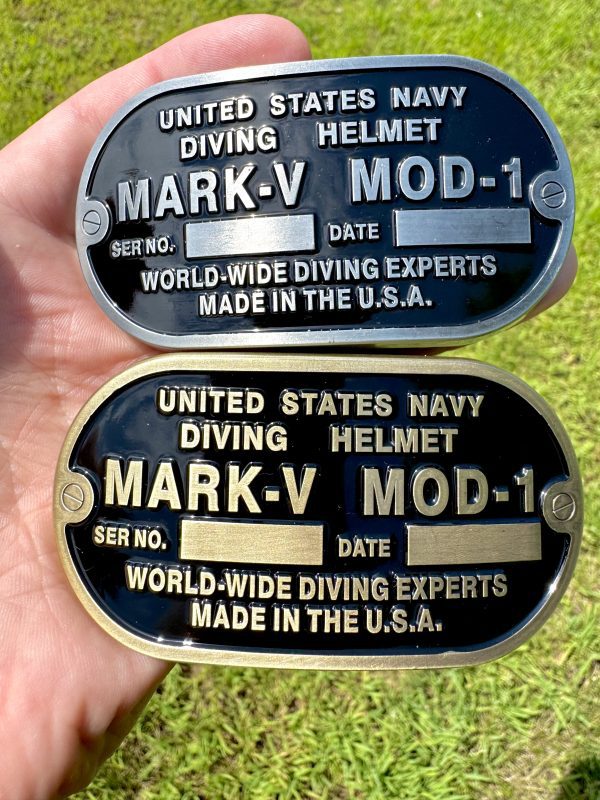 UNITED STATES NAVY
DIVING HELMET
MARK-V MOD-1
SER NO. DATE
WORLD-WIDE DIVING EXPERTS
MADE IN THE U.S.A.
UNITED STATES NAVY
DIVING HELMET
MARK-V MOD-1
SER NO. DATE
WORLD-WIDE DIVING EXPERTS
MADE IN THE U.S.A.